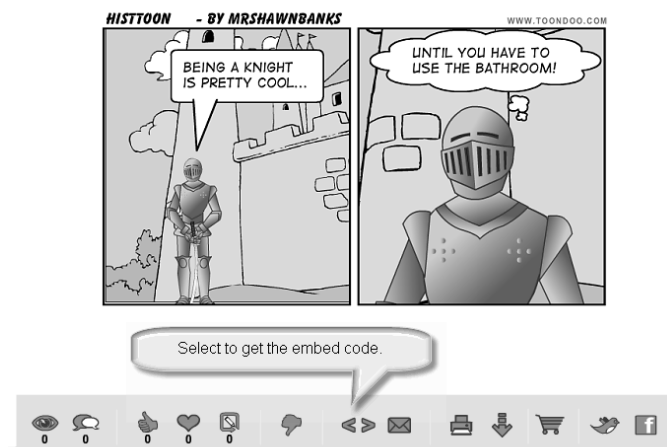 HISTTOON - BY MRSHAWNBANKS
WWW.TOONDOO.COM
BEING A KNIGHT
IS PRETTY COOL...
UNTIL YOU HAVE TO
USE THE BATHROOM!
Select to get the embed code.
0 0 0 0 0
f